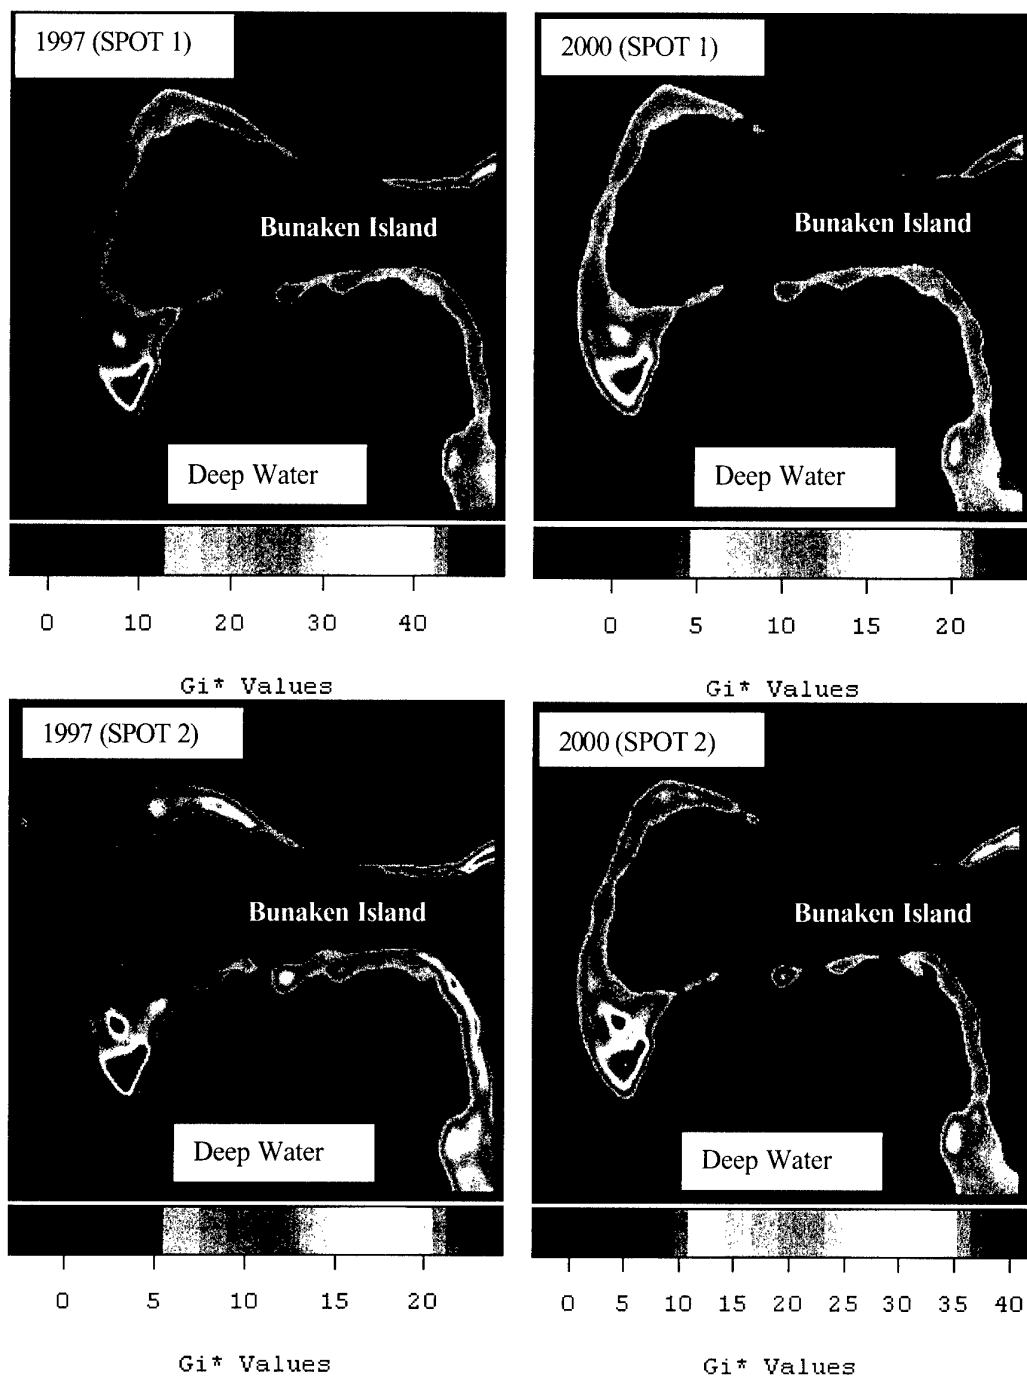 1997 (SPOT 1)
2000 (SPOT 1)
Bunaken Island
Bunaken Island
Deep Water
Deep Water
0 10 20 30 40
0 5 10 15 20
Gi* Values
Gi* Values
1997 (SPOT 2)
2000 (SPOT 2)
Bunaken Island
Bunaken Island
Deep Water
Deep Water
0 5 10 15 20
0 5 10 15 20 25 30 35 40
Gi* Values
Gi* Values